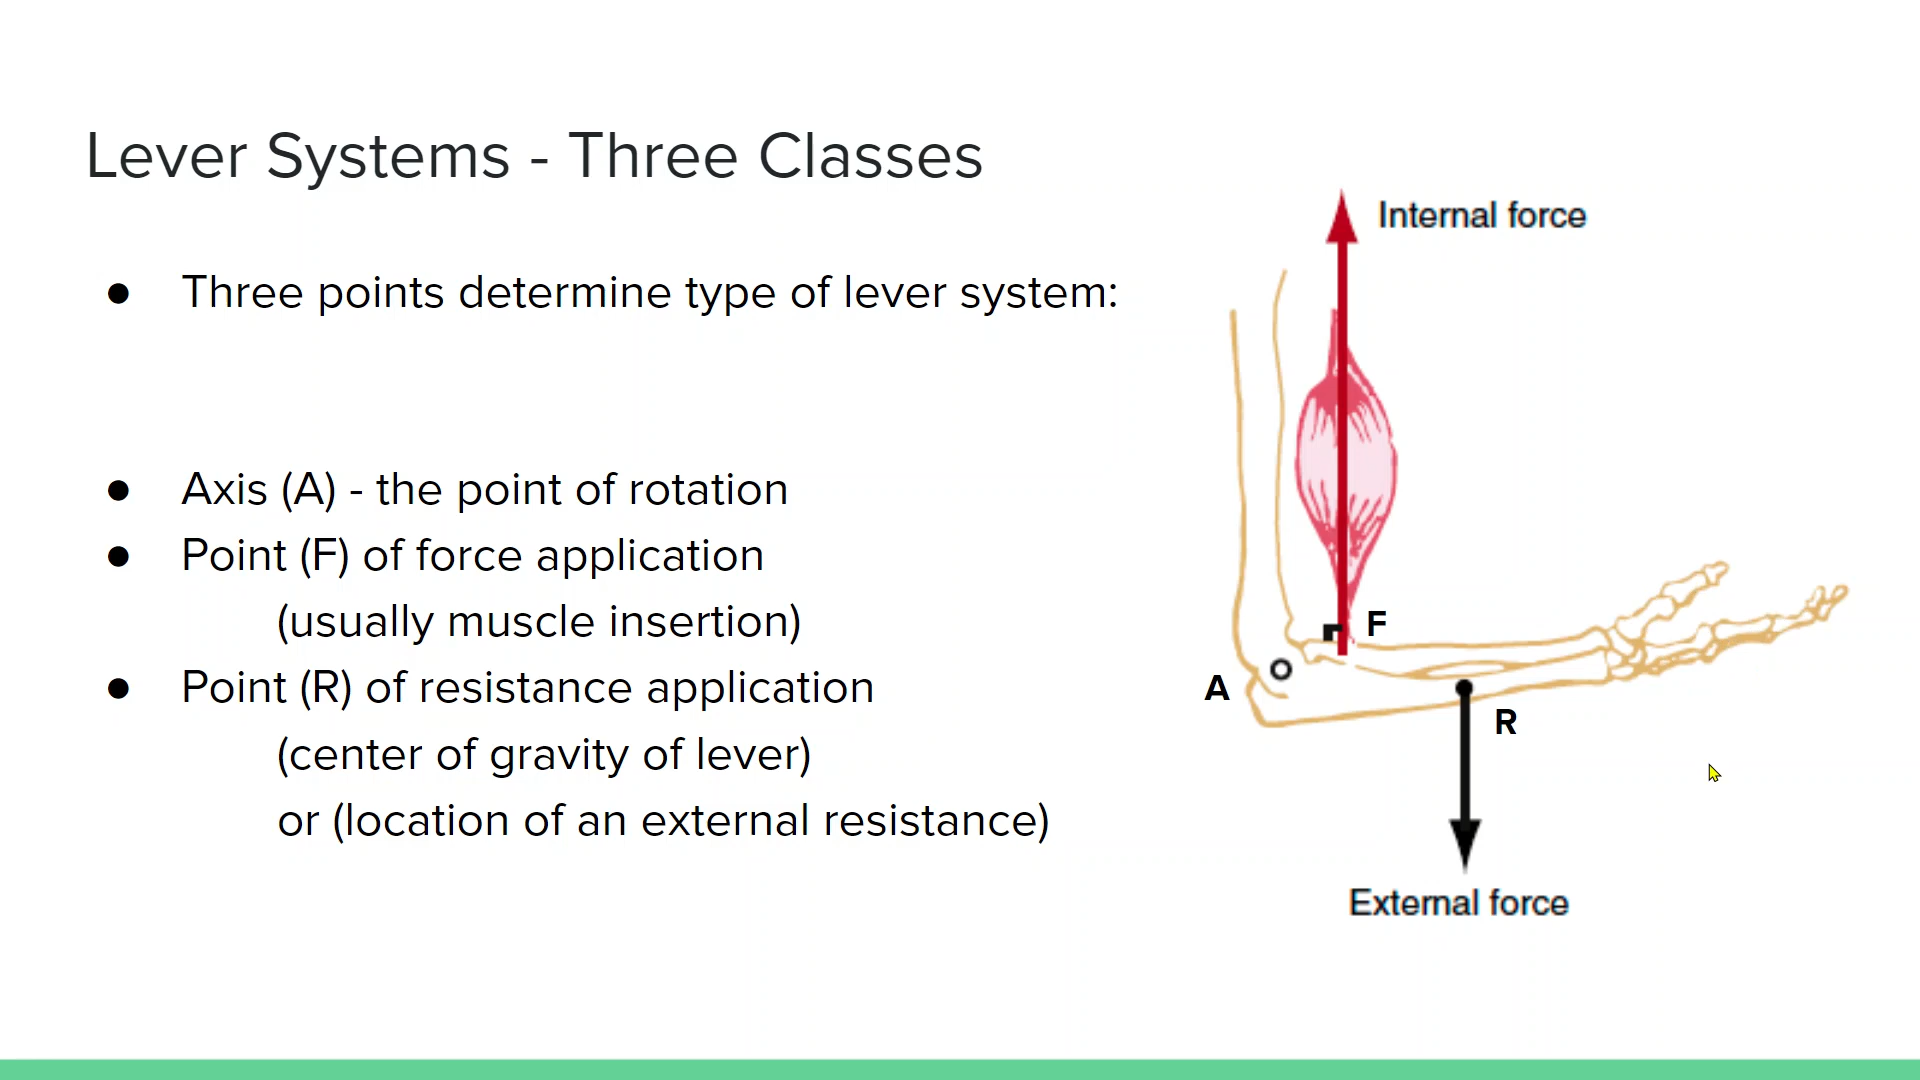 Lever Systems - Three Classes
● Three points determine type of lever system:
● Axis (A) - the point of rotation
● Point (F) of force application
(usually muscle insertion)
● Point (R) of resistance application
(center of gravity of lever)
or (location of an external resistance)
Internal force
F
A
R
External force